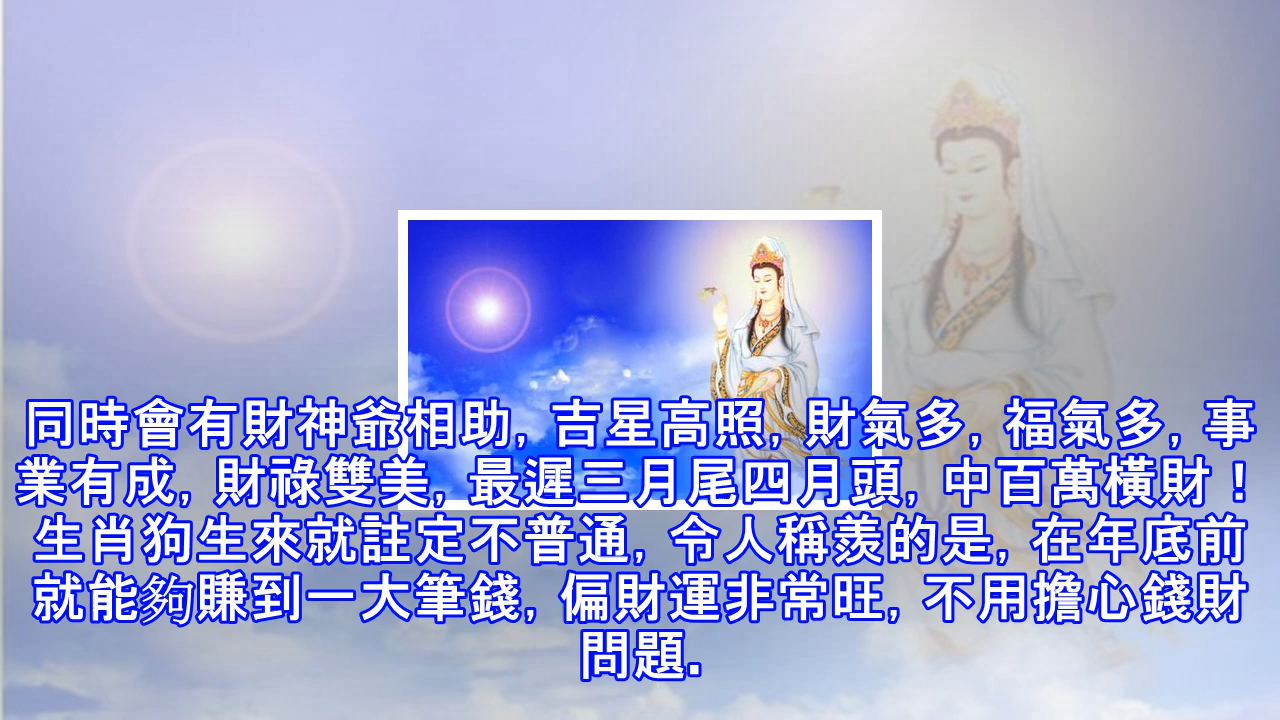 同時會有財神爺相助, 吉星高照, 財氣多, 福氣多, 事
業有成, 財祿雙美, 最遲三月尾四月頭, 中百萬橫財！
生肖狗生來就註定不普通, 令人稱羨的是, 在年底前
就能夠賺到一大筆錢, 偏財運非常旺, 不用擔心錢財
問題.